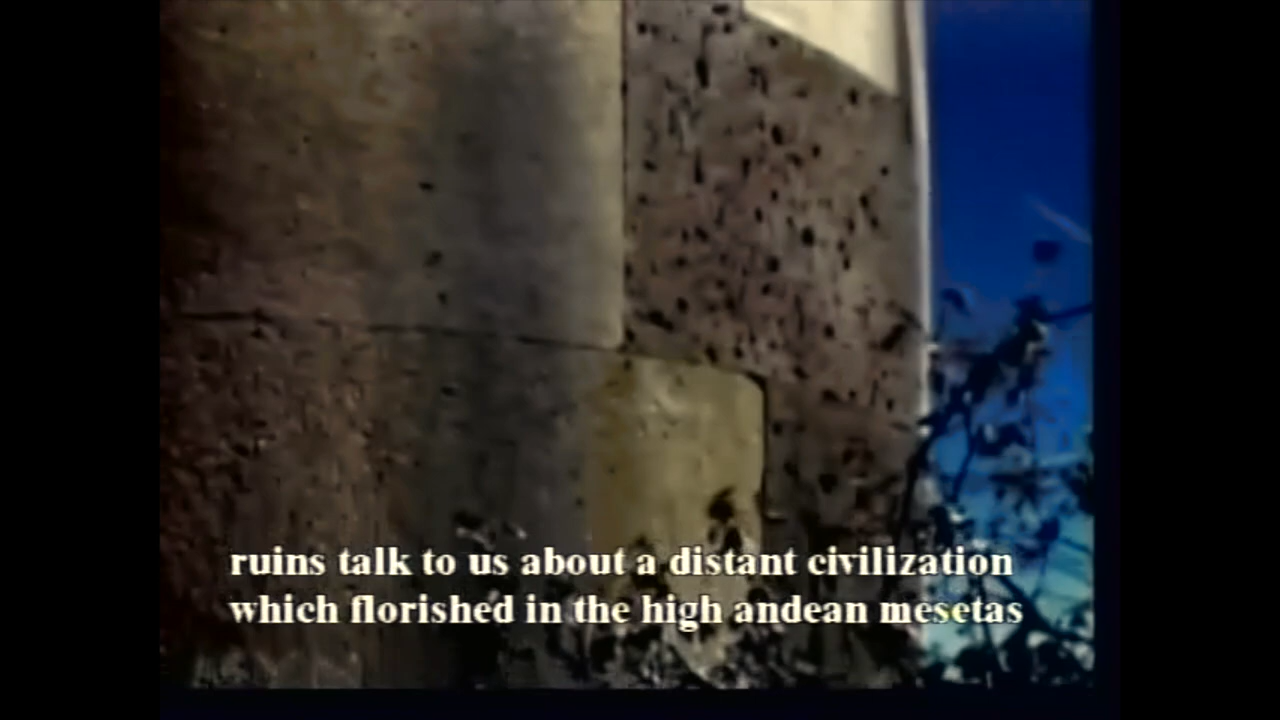 ruins talk to us about a distant civilization
which florished in the high andean mesetas